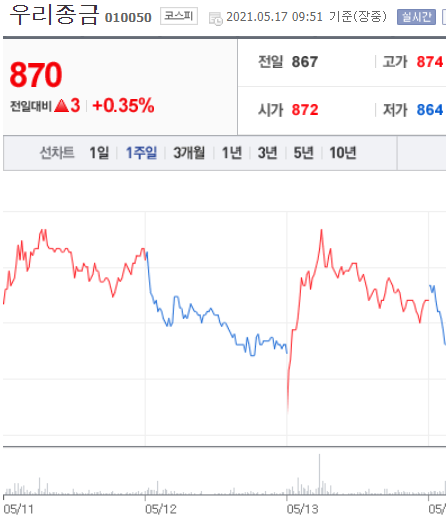 우리종금 010050 코스피 2021.05.17 09:51 기준(장중) 실시간
870
전일대비 ▲3 +0.35%
전일 867 고가 874
시가 872 저가 864
선차트 1일 1주일 3개월 1년 3년 5년 10년
05/11 05/12 05/13